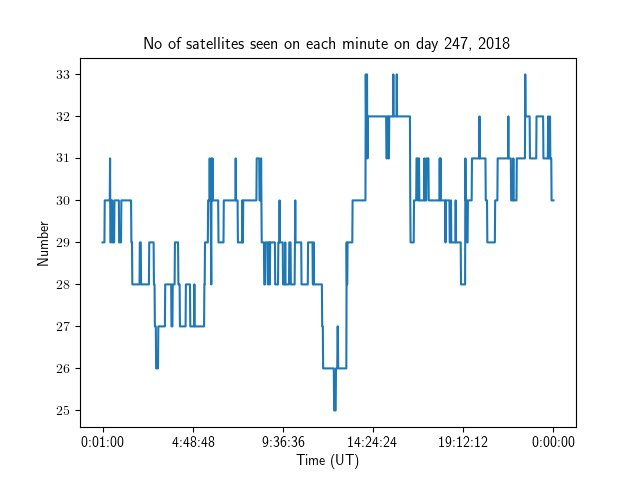 No of satellites seen on each minute on day 247, 2018
33
32
31
30
29
28
27
26
25
Number
0:01:00 4:48:48 9:36:36 14:24:24 19:12:12 0:00:00
Time (UT)